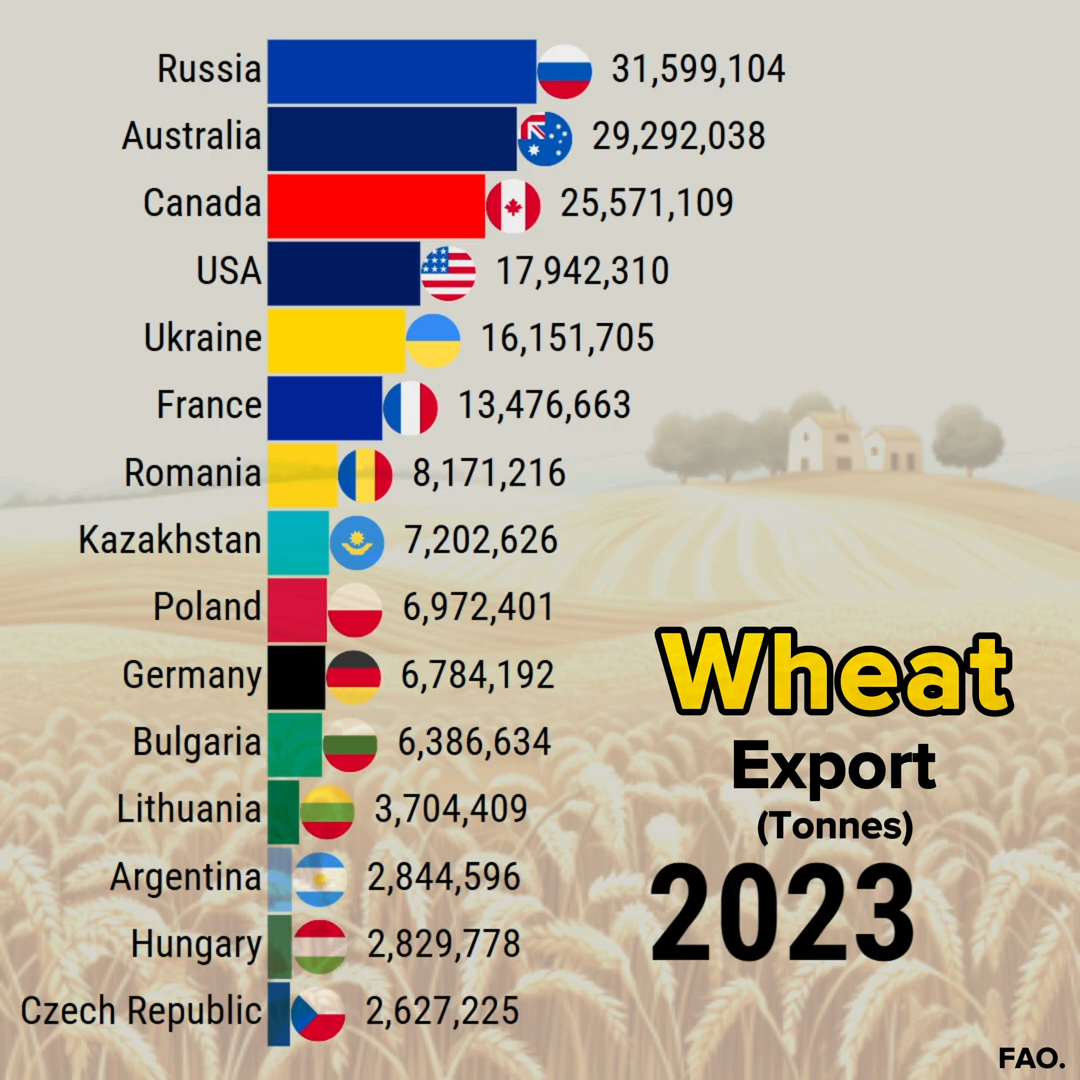 Russia 31,599,104
Australia 29,292,038
Canada 25,571,109
USA 17,942,310
Ukraine 16,151,705
France 13,476,663
Romania 8,171,216
Kazakhstan 7,202,626
Poland 6,972,401
Germany 6,784,192
Bulgaria 6,386,634
Lithuania 3,704,409
Argentina 2,844,596
Hungary 2,829,778
Czech Republic 2,627,225
Wheat
Export
(Tonnes)
2023
FAO.